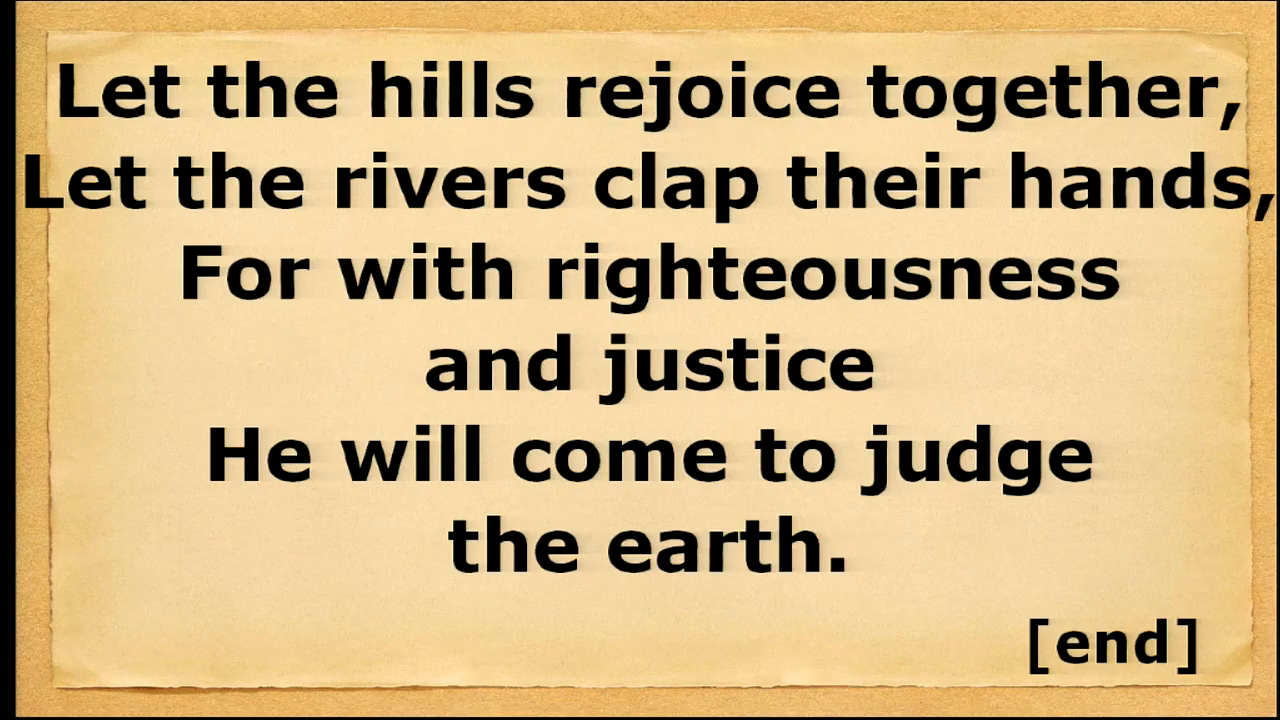 Let the hills rejoice together,
Let the rivers clap their hands,
For with righteousness
and justice
He will come to judge
the earth.
[end]